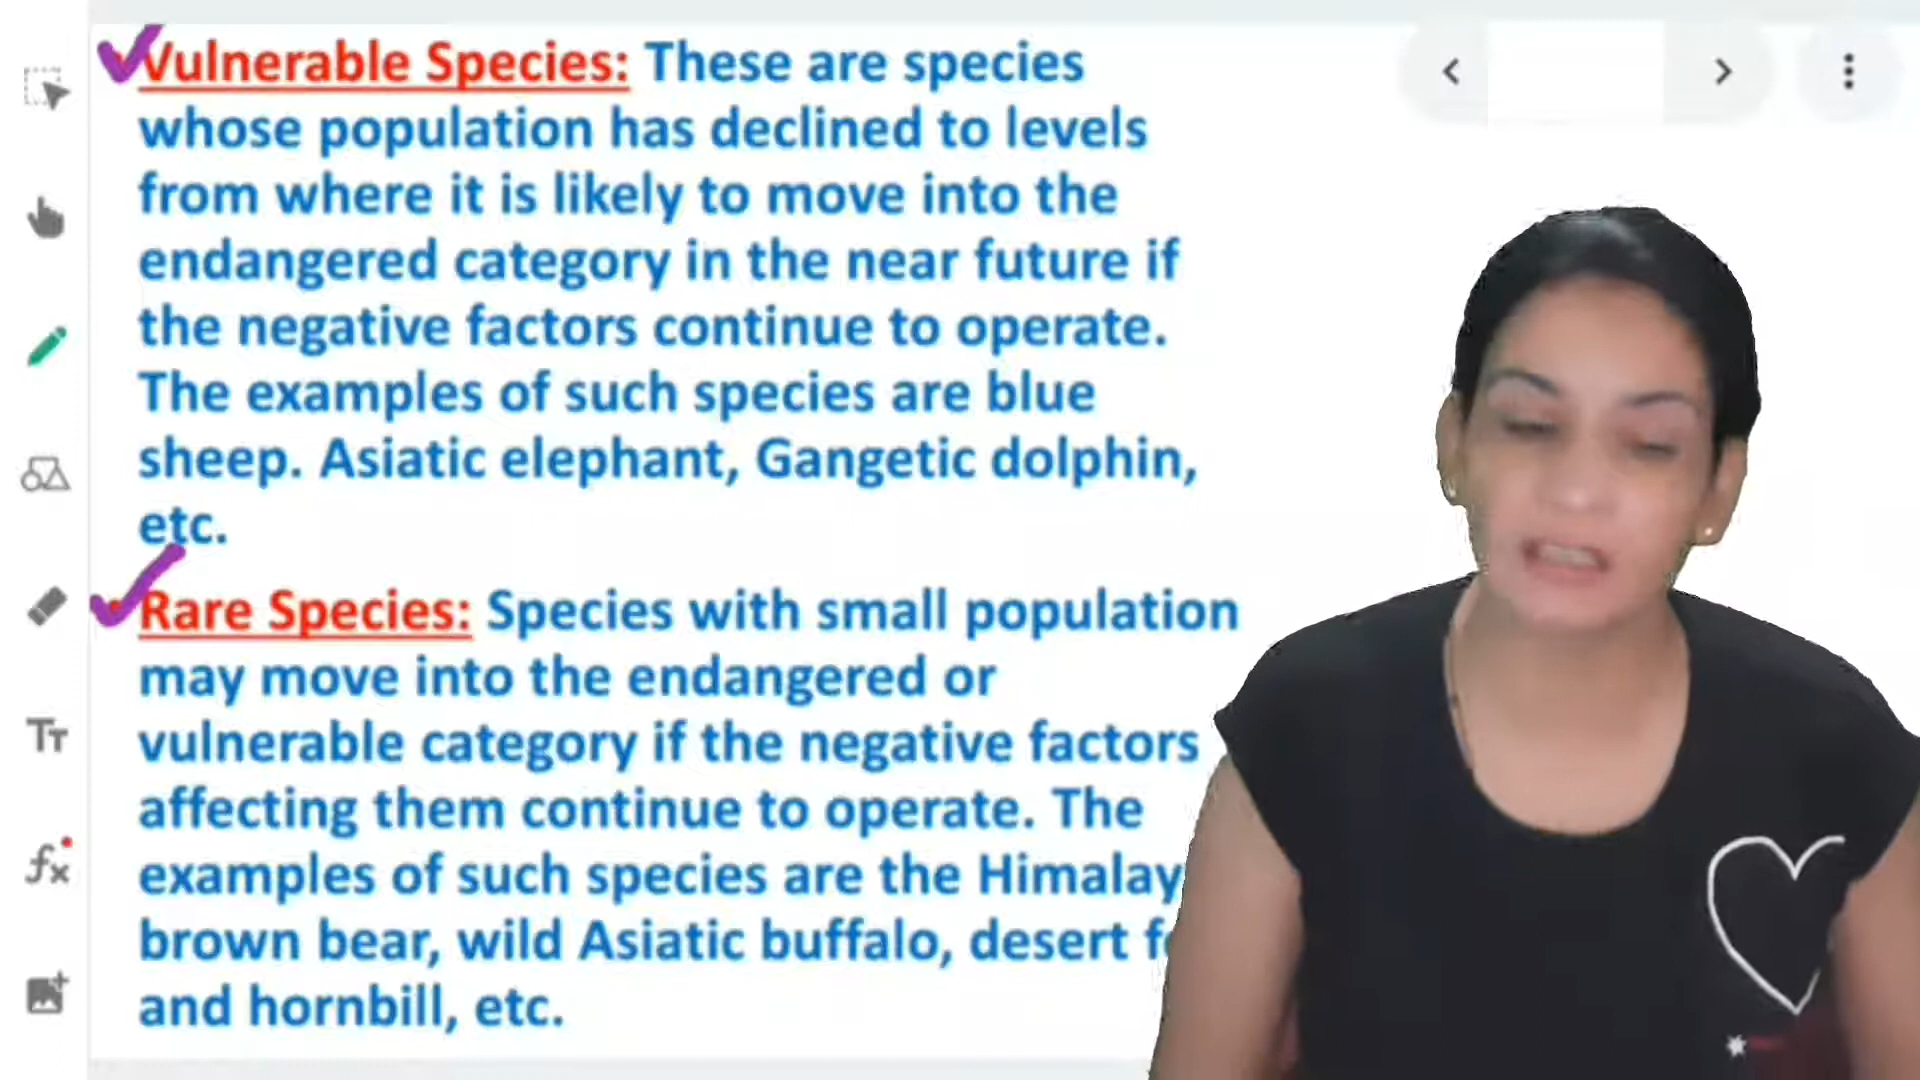 Vulnerable Species: These are species
whose population has declined to levels
from where it is likely to move into the
endangered category in the near future if
the negative factors continue to operate.
The examples of such species are blue
sheep. Asiatic elephant, Gangetic dolphin,
etc.
Rare Species: Species with small population
may move into the endangered or
vulnerable category if the negative factors
affecting them continue to operate. The
examples of such species are the
brown bear, wild Asiatic buffalo, desert
and hornbill, etc.
Tт
fx